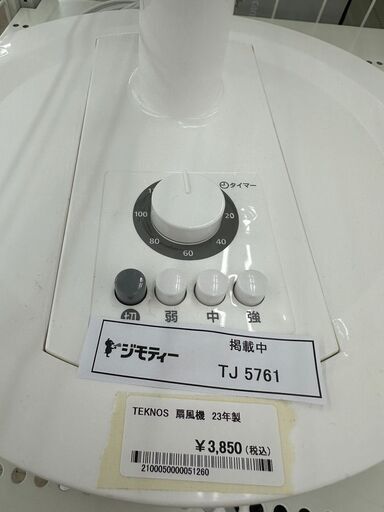 タイマー
100
20
80
40
60
切
弱
中
強
ジモティー
掲載中
TJ 5761
TEKNOS 扇風機 23年製
￥3,850(税込)
2100050000051260